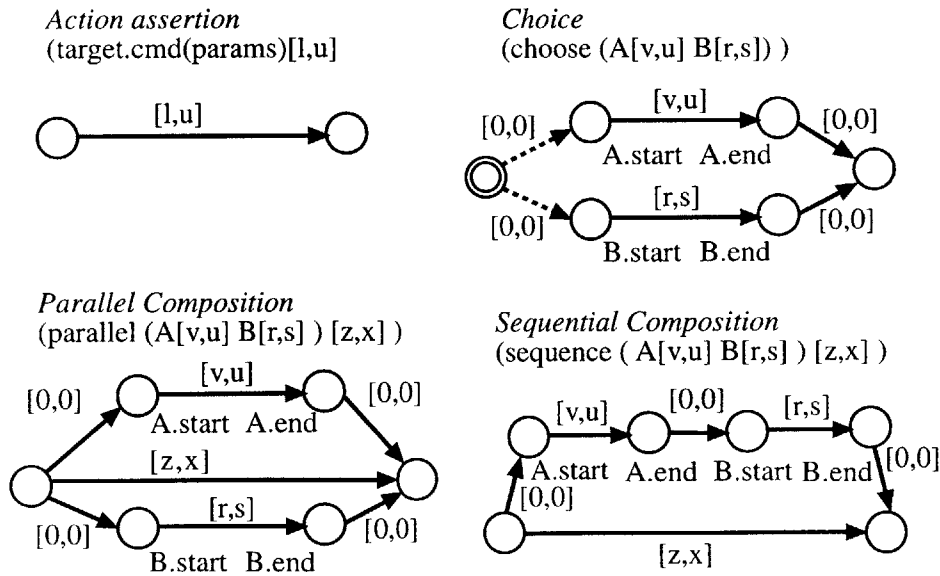 Action assertion
(target.cmd(params)[l,u]
[l,u]
Choice
(choose (A[v,u] B[r,s]) )
[v,u]
[0,0]
[0,0]
A.start A.end
[r,s]
[0,0]
[0,0]
B.start B.end
Parallel Composition
(parallel (A[v,u] B[r,s] ) [z,x] )
[v,u]
[0,0]
[0,0]
A.start A.end
[z,x]
[r,s]
[0,0]
[0,0]
B.start B.end
Sequential Composition
(sequence ( A[v,u] B[r,s] ) [z,x] )
[v,u]
[0,0]
[r,s]
A.start A.end B.start B.end
[0,0]
[0,0]
[z,x]